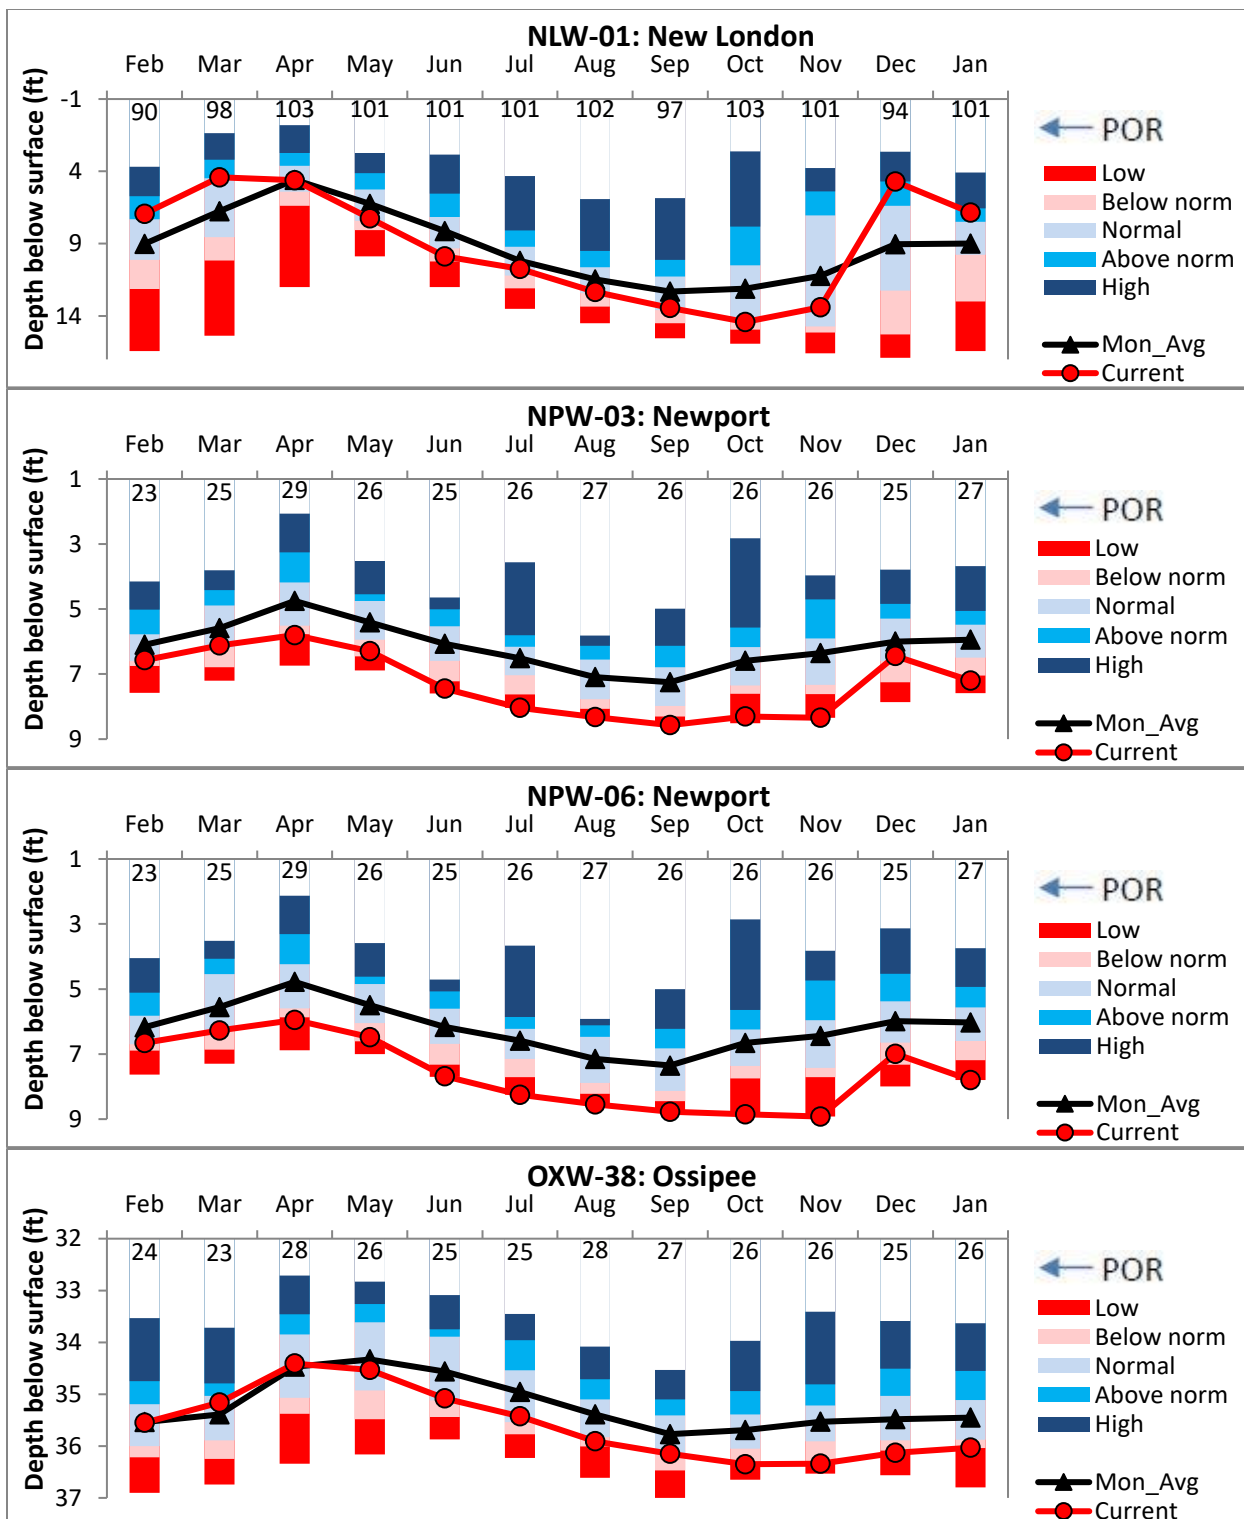 NLW-01: New London
Feb Mar Apr May Jun Jul Aug Sep Oct Nov Dec Jan
Depth below surface (ft)
-1
4
9
14
90 98 103 101 101 101 102 97 103 101 94 101
POR
Low
Below norm
Normal
Above norm
High
Mon_Avg
Current
NPW-03: Newport
Feb Mar Apr May Jun Jul Aug Sep Oct Nov Dec Jan
Depth below surface (ft)
1
3
5
7
9
23 25 29 26 25 26 27 26 26 26 25 27
POR
Low
Below norm
Normal
Above norm
High
Mon_Avg
Current
NPW-06: Newport
Feb Mar Apr May Jun Jul Aug Sep Oct Nov Dec Jan
Depth below surface (ft)
1
3
5
7
9
23 25 29 26 25 26 27 26 26 26 25 27
POR
Low
Below norm
Normal
Above norm
High
Mon_Avg
Current
OXW-38: Ossipee
Feb Mar Apr May Jun Jul Aug Sep Oct Nov Dec Jan
Depth below surface (ft)
32
33
34
35
36
37
24 23 28 26 25 25 28 27 26 26 25 26
POR
Low
Below norm
Normal
Above norm
High
Mon_Avg
Current